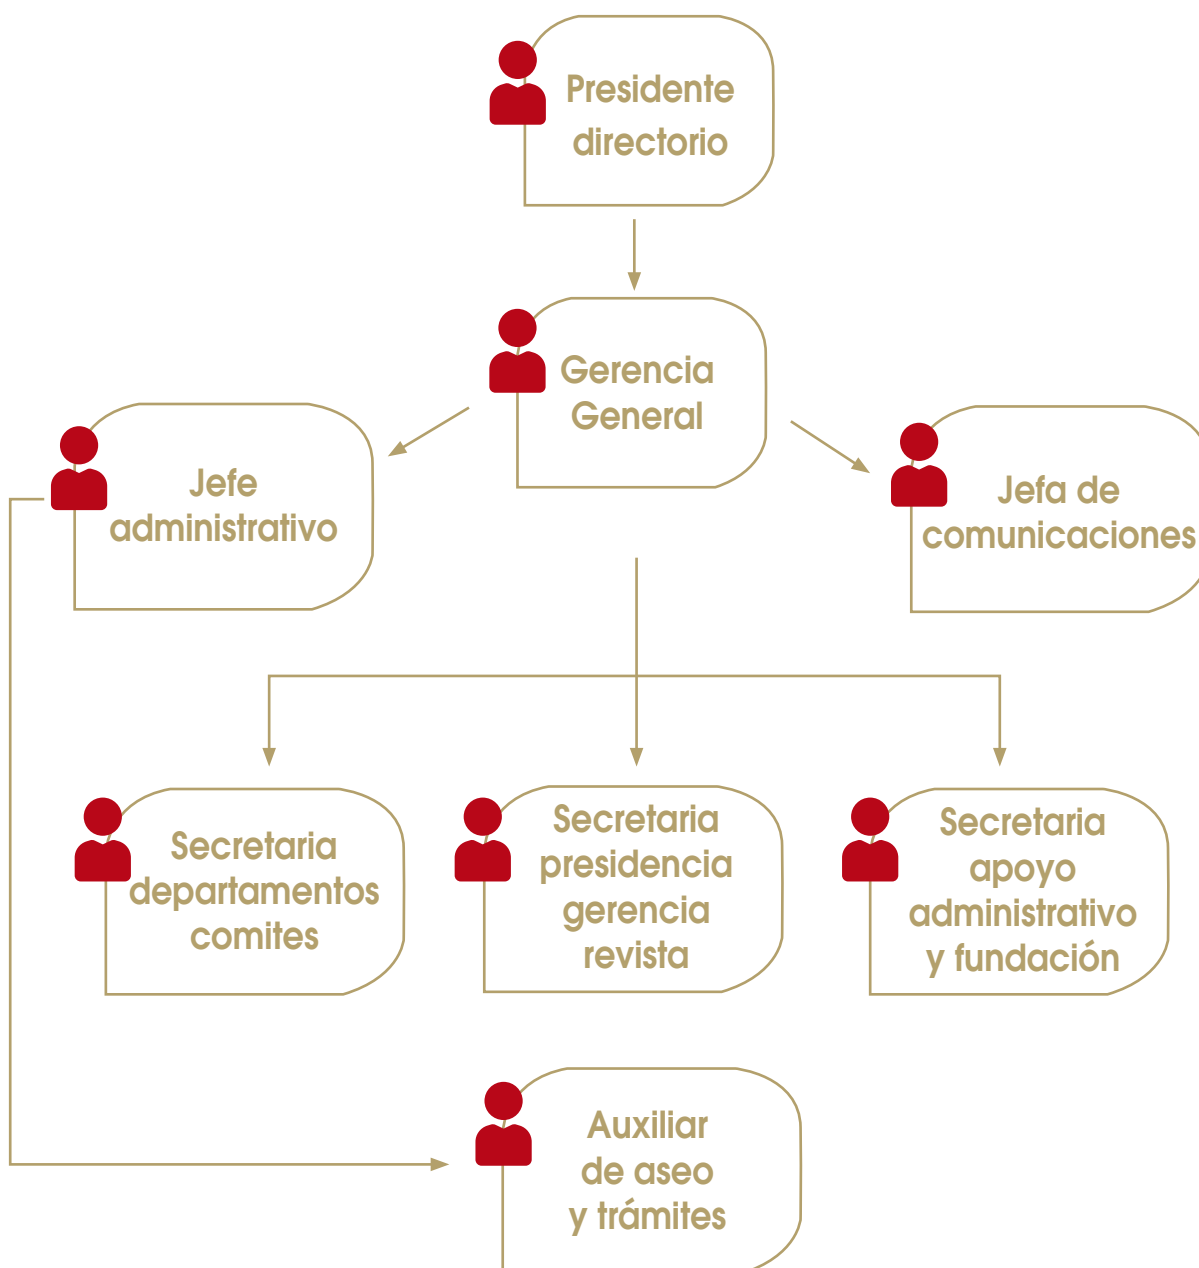 Presidente
directorio
Gerencia
General
Jefe
administrativo
Jefa de
comunicaciones
Secretaria
departamentos
comites
Secretaria
presidencia
gerencia
revista
Secretaria
apoyo
administrativo
y fundación
Auxiliar
de aseo
y trámites